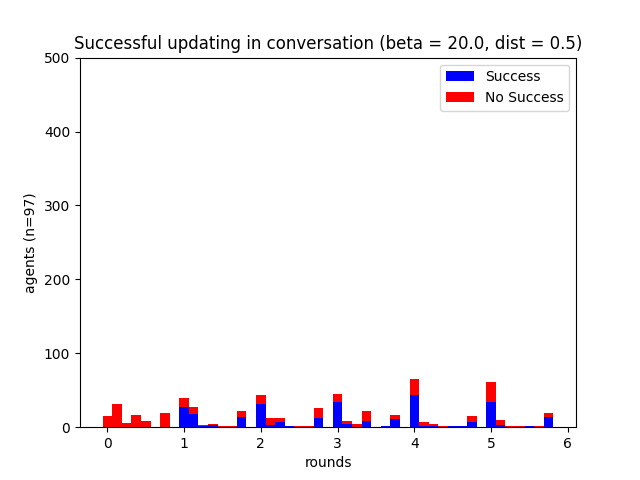 Successful updating in conversation (beta = 20.0, dist = 0.5)
Success
No Success
500
400
300
200
100
0
agents (n=97)
0 1 2 3 4 5 6
rounds